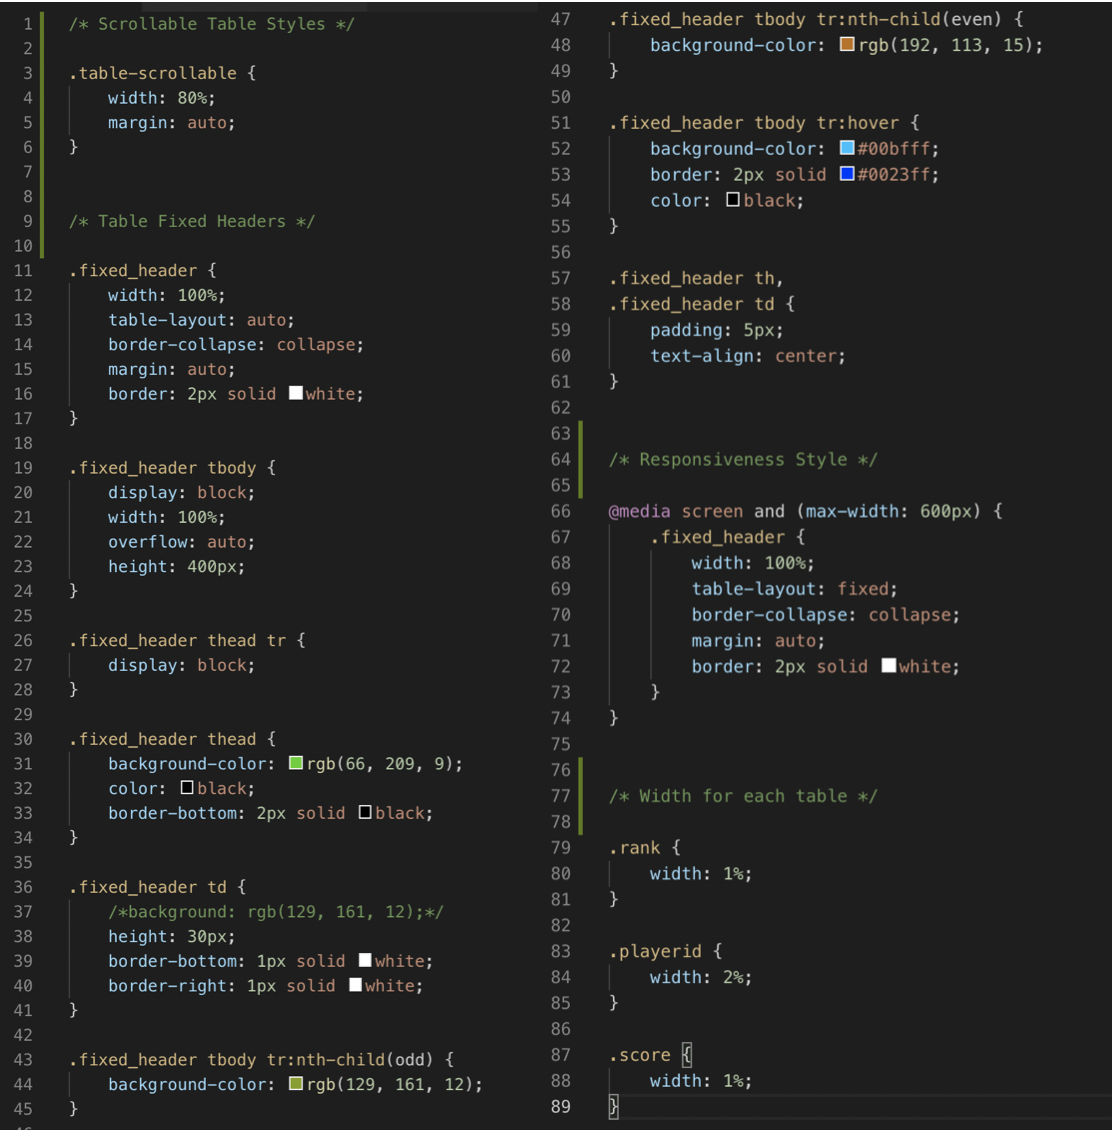 1 /* Scrollable Table Styles */
2
3 .table-scrollable {
4     width: 80%;
5     margin: auto;
6 }
7
8
9 /* Table Fixed Headers */
10
11 .fixed_header {
12     width: 100%;
13     table-layout: auto;
14     border-collapse: collapse;
15     margin: auto;
16     border: 2px solid white;
17 }
18
19 .fixed_header tbody {
20     display: block;
21     width: 100%;
22     overflow: auto;
23     height: 400px;
24 }
25
26 .fixed_header thead tr {
27     display: block;
28 }
29
30 .fixed_header thead {
31     background-color: rgb(66, 209, 9);
32     color: black;
33     border-bottom: 2px solid black;
34 }
35
36 .fixed_header td {
37     /*background: rgb(129, 161, 12);*/
38     height: 30px;
39     border-bottom: 1px solid white;
40     border-right: 1px solid white;
41 }
42
43 .fixed_header tbody tr:nth-child(odd) {
44     background-color: rgb(129, 161, 12);
45 }
47 .fixed_header tbody tr:nth-child(even) {
48     background-color: rgb(192, 113, 15);
49 }
50
51 .fixed_header tbody tr:hover {
52     background-color: #00bfff;
53     border: 2px solid #0023ff;
54     color: black;
55 }
56
57 .fixed_header th,
58 .fixed_header td {
59     padding: 5px;
60     text-align: center;
61 }
62
63
64 /* Responsiveness Style */
65
66 @media screen and (max-width: 600px) {
67     .fixed_header {
68         width: 100%;
69         table-layout: fixed;
70         border-collapse: collapse;
71         margin: auto;
72         border: 2px solid white;
73     }
74 }
75
76
77 /* Width for each table */
78
79 .rank {
80     width: 1%;
81 }
82
83 .playerid {
84     width: 2%;
85 }
86
87 .score {
88     width: 1%;
89 }